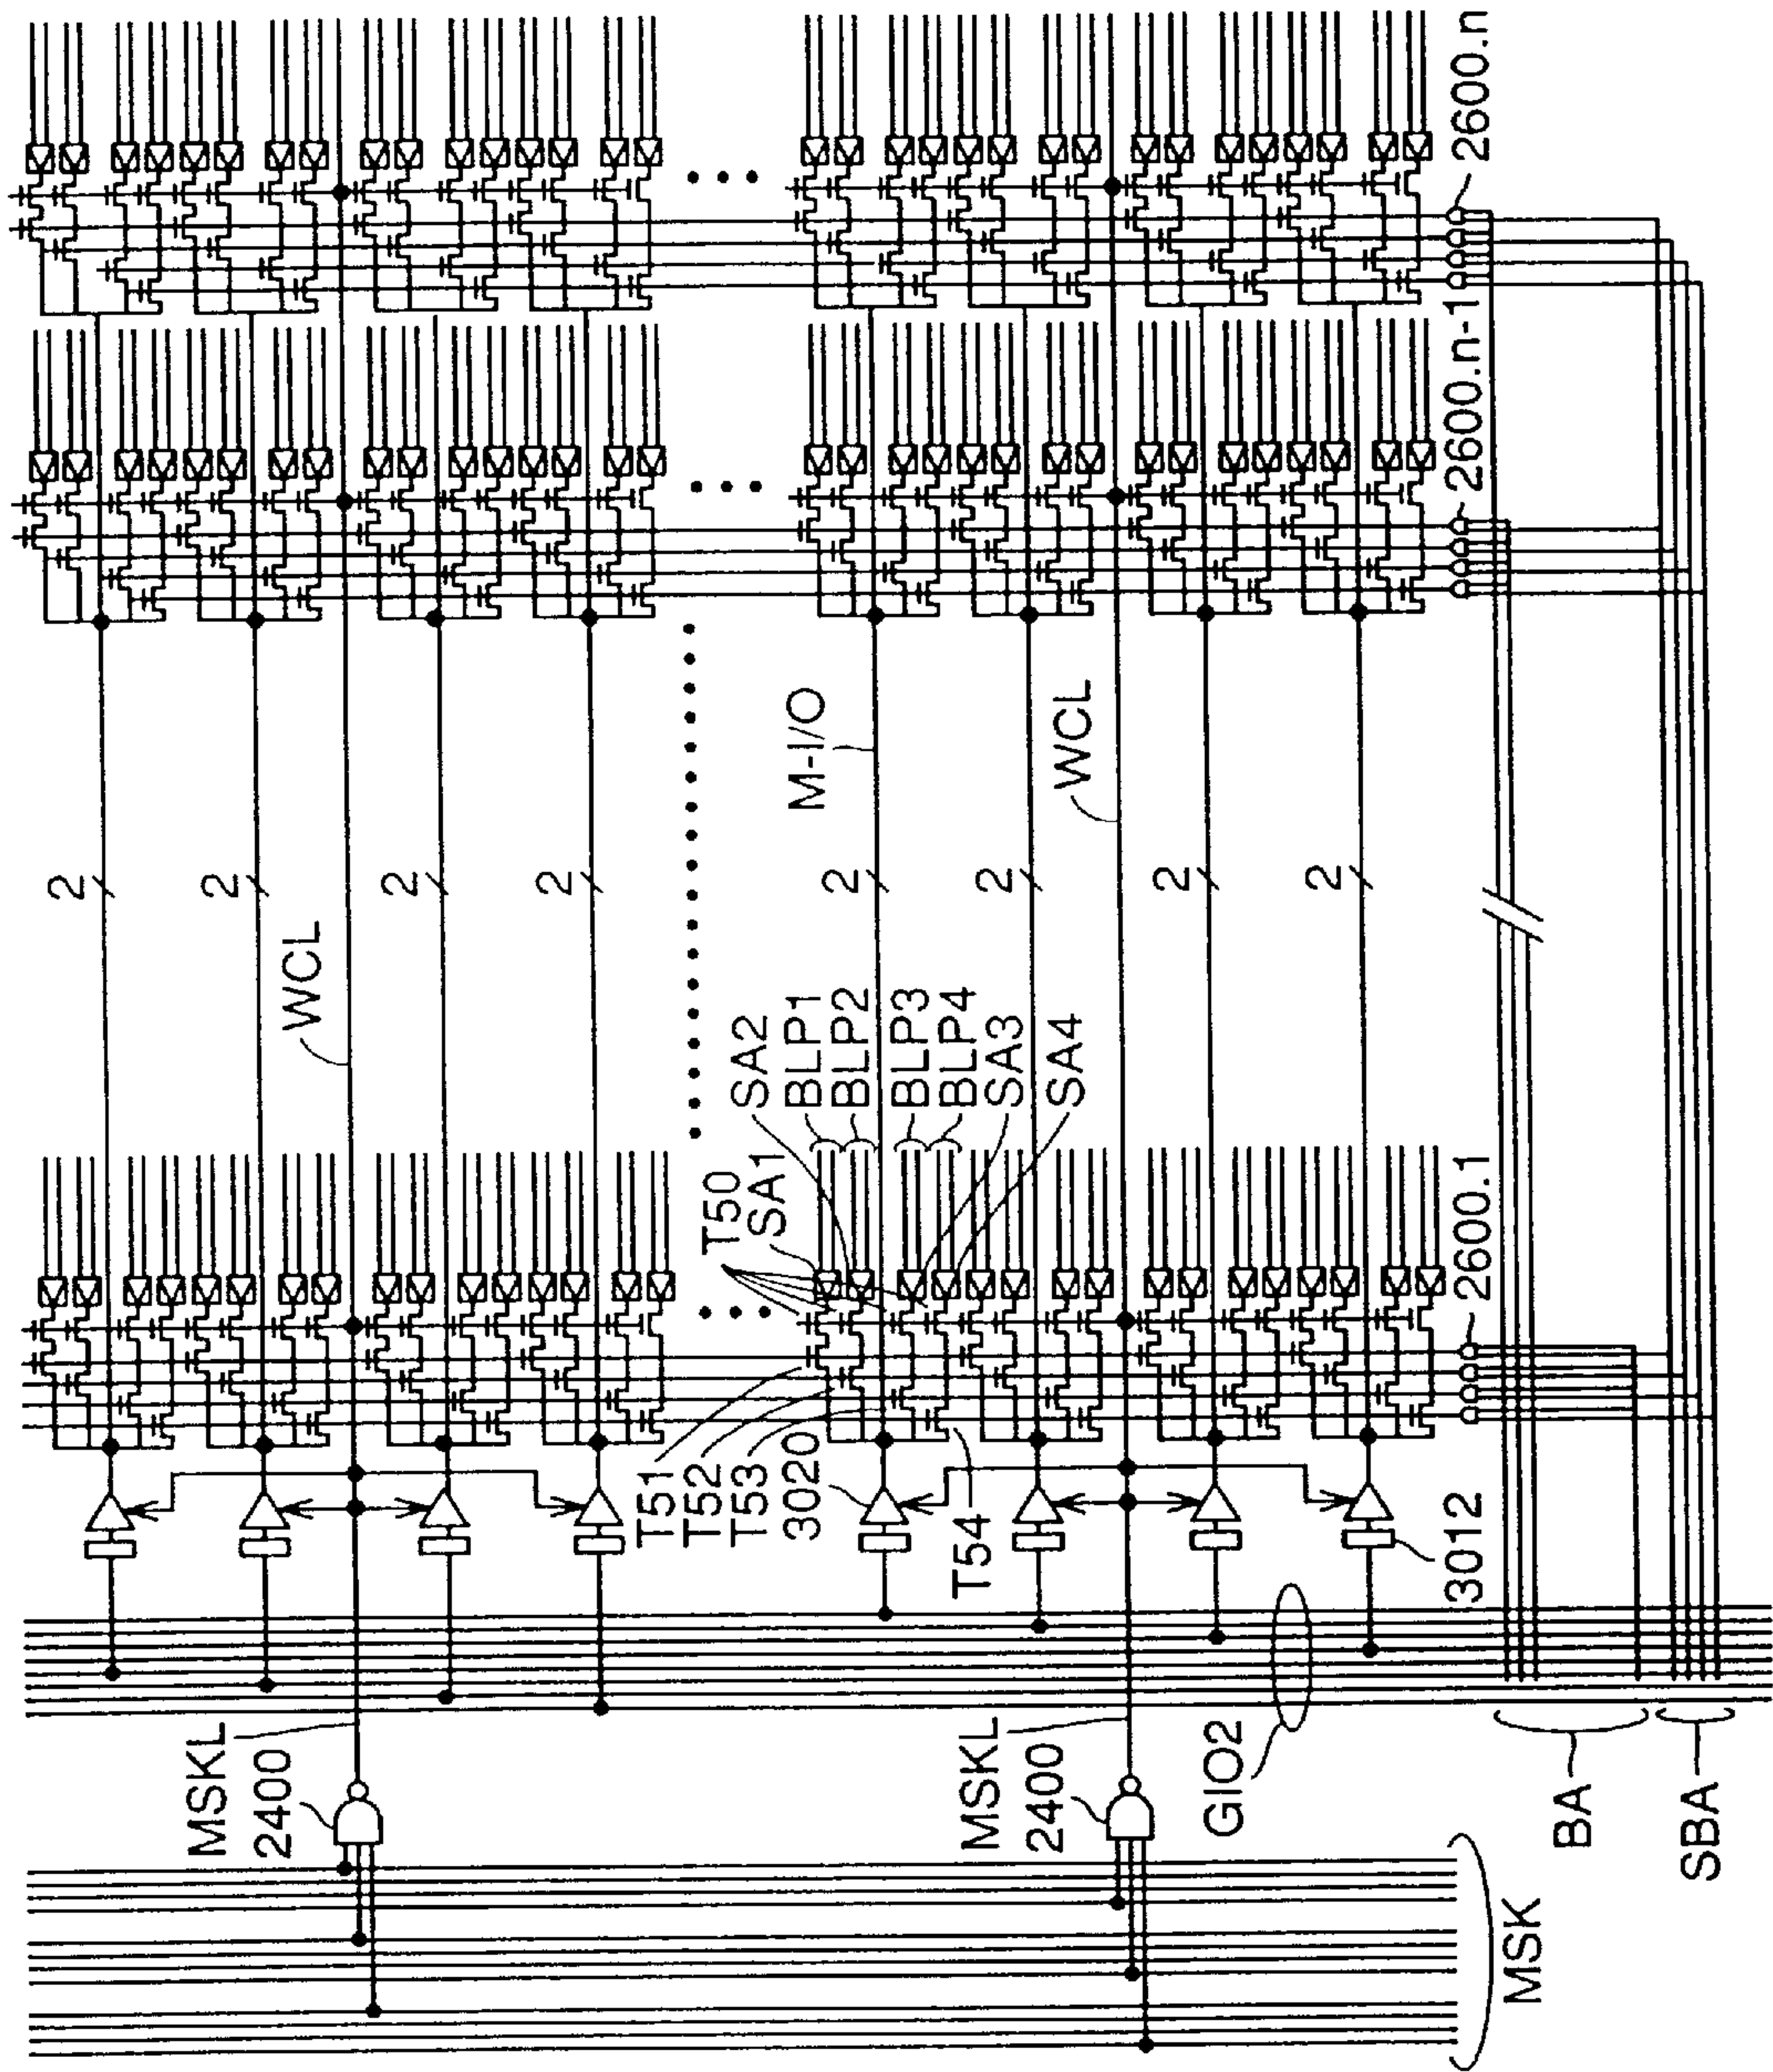 2600.n
2600.n-1
2600.1
2
2
2
2
2
2
2
2
WCL
M-I/O
WCL
SA2
BLP1
BLP2
BLP3
BLP4
SA3
SA4
T50
SA1
T51
T52
T53
3020
T54
3012
MSKL
2400
MSKL
2400
GIO2
BA
SBA
MSK